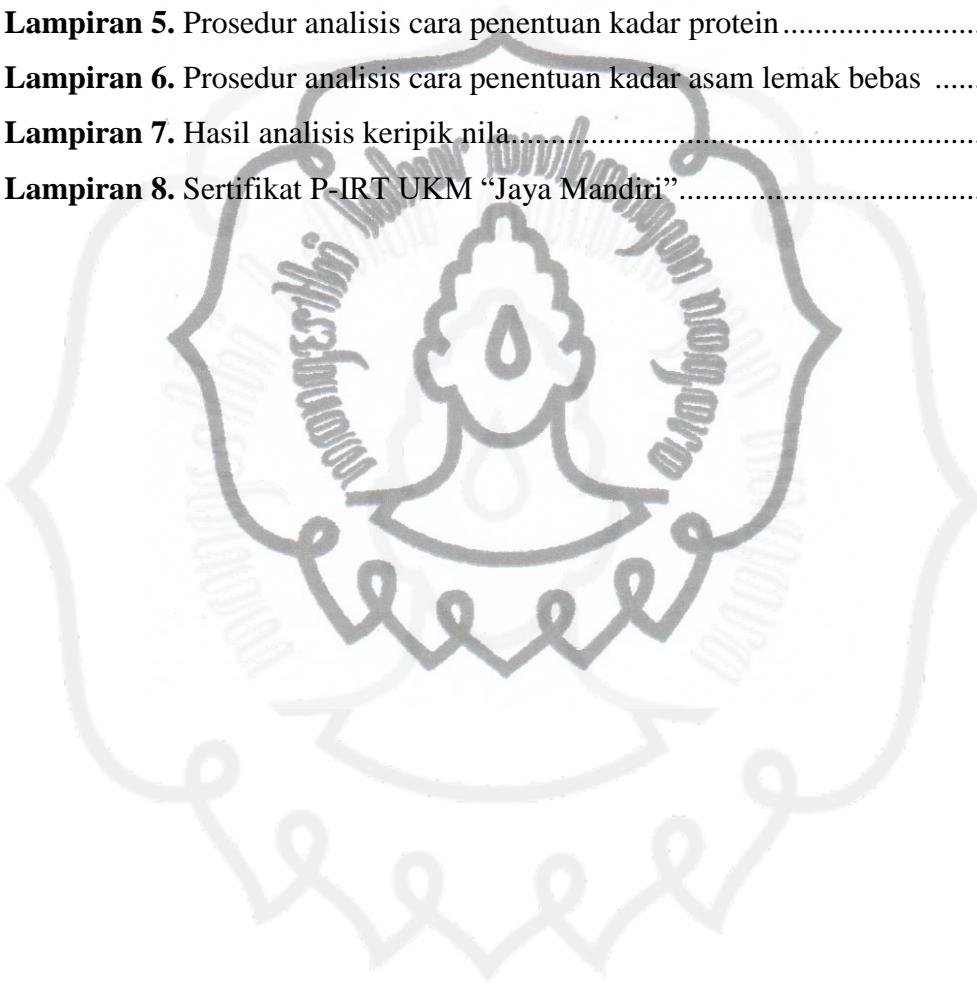 Lampiran 5. Prosedur analisis cara penentuan kadar protein........................
Lampiran 6. Prosedur analisis cara penentuan kadar asam lemak bebas ......
Lampiran 7. Hasil analisis keripik nila...........................................................
Lampiran 8. Sertifikat P-IRT UKM “Jaya Mandiri”......................................